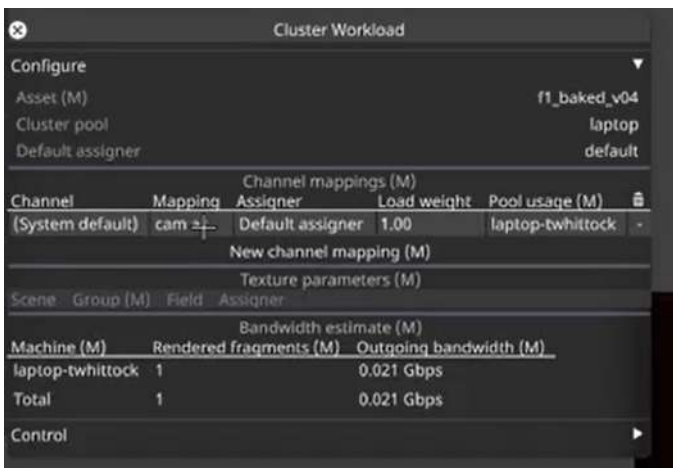 Cluster Workload
Configure
Asset (M) f1_baked_v04
Cluster pool laptop
Default assigner default
Channel mappings (M)
Channel Mapping Assigner Load weight Pool usage (M)
(System default) cam Default assigner 1.00 laptop-twhittock -
New channel mapping (M)
Texture parameters (M)
Scene Group (M) Field Assigner
Bandwidth estimate (M)
Machine (M) Rendered fragments (M) Outgoing bandwidth (M)
laptop-twhittock 1 0.021 Gbps
Total 1 0.021 Gbps
Control